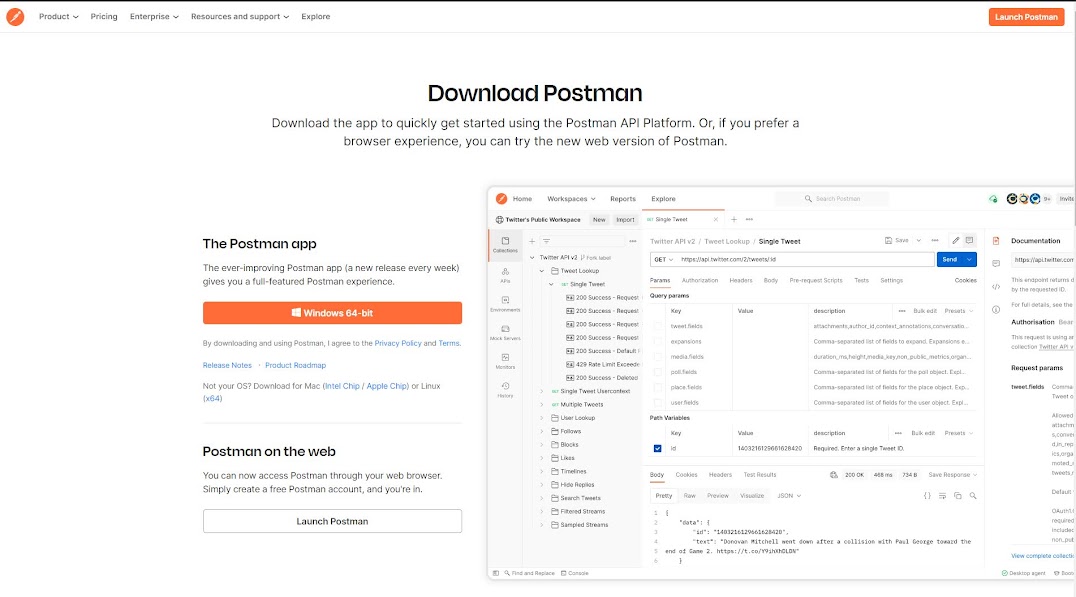 Product Pricing Enterprise Resources and support Explore
Launch Postman
Download Postman
Download the app to quickly get started using the Postman API Platform. Or, if you prefer a
browser experience, you can try the new web version of Postman.
The Postman app
The ever-improving Postman app (a new release every week)
gives you a full-featured Postman experience.
Windows 64-bit
By downloading and using Postman, I agree to the Privacy Policy and Terms.
Release Notes · Product Roadmap
Not your OS? Download for Mac (Intel Chip / Apple Chip) or Linux
(x64)
Postman on the web
You can now access Postman through your web browser.
Simply create a free Postman account, and you're in.
Launch Postman
Home Workspaces Reports Explore
Search Postman
9+ Invite
Twitter's Public Workspace New Import
GET Single Tweet
Collections
APIs
Environments
Mock Servers
Monitors
History
Twitter API v2 Fork label
Tweet Lookup
GET Single Tweet
200 Success - Request
200 Success - Request
200 Success - Request
200 Success - Request
200 Success - Default
429 Rate Limit Exceede
200 Success - Deleted
GET Single Tweet Usercontext
GET Multiple Tweets
User Lookup
Follows
Blocks
Likes
Timelines
Hide Replies
Search Tweets
Filtered Streams
Sampled Streams
Twitter API v2 / Tweet Lookup / Single Tweet
Save
GET https://api.twitter.com/2/tweets/:id
Send
Params Authorization Headers Body Pre-request Scripts Tests Settings Cookies
Query params
Key Value description Bulk edit Presets
tweet.fields attachments,author_id,context_annotations,conversatio...
expansions Comma-separated list of fields to expand. Expansions e...
media.fields duration_ms,height,media_key,non_public_metrics,organ...
poll.fields Comma-separated list of fields for the poll object. Expl...
place.fields Comma-separated list of fields for the place object. Expl...
user.fields Comma-separated list of fields for the user object. Expl...
Path Variables
Key Value description Bulk edit Presets
id 1403216129661628420 Required. Enter a single Tweet ID.
Body Cookies Headers Test Results 200 OK 468 ms 734 B Save Response
Pretty Raw Preview Visualize JSON
1 {
2 "data": {
3 "id": "1403216129661628420",
4 "text": "Donovan Mitchell went down after a collision with Paul George toward the
5 end of Game 2. https://t.co/Y9ihXhDLDN"
6 }
Documentation
https://api.twitter.com
This endpoint returns d
by the requested ID.
For full details, see the
Authorisation Bear
This request is using an
collection Twitter API v
Request params
tweet.fields Comma-
Tweet o
Allowed
attachm
s,conver
d,in_rep
ics,orga
moted_
tweets,
Default
OAuth1.
required
included
non_pu
View complete collectio
Find and Replace Console
Desktop agent Boot